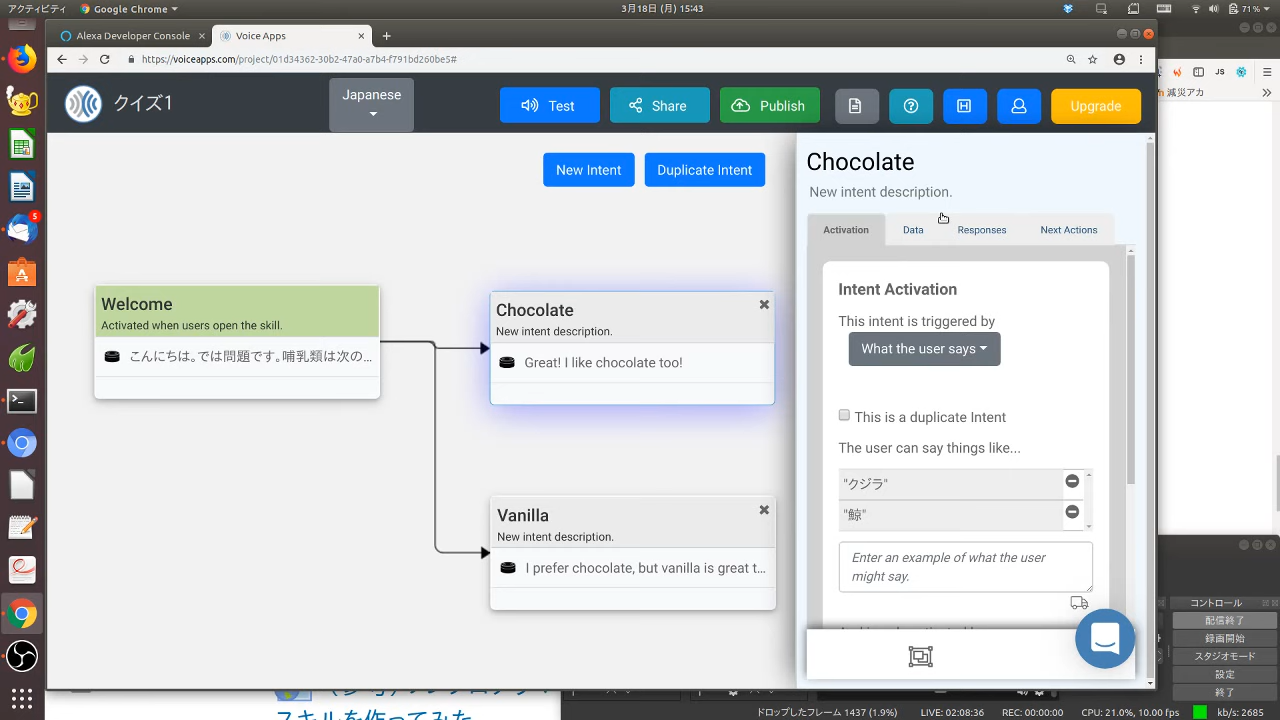 アクティビティ
Google Chrome
3月18日 (月) 15:43
71%
Alexa Developer Console
Voice Apps
https://voiceapps.com/project/01d34362-30b2-47a0-a7b4-f791bd260be5#
クイズ1
Japanese
Test
Share
Publish
Upgrade
New Intent
Duplicate Intent
Chocolate
New intent description.
Activation
Data
Responses
Next Actions
Intent Activation
This intent is triggered by
What the user says
This is a duplicate Intent
The user can say things like...
"クジラ"
"鯨"
Enter an example of what the user
might say.
Welcome
Activated when users open the skill.
こんにちは。では問題です。哺乳類は次の...
Chocolate
New intent description.
Great! I like chocolate too!
Vanilla
New intent description.
I prefer chocolate, but vanilla is great t...
5
JS
減災アカ
コントロール
配信終了
録画開始
スタジオモード
設定
終了
スキルを作ってみた
ドロップしたフレーム 1437 (1.9%)
LIVE: 02:08:36
REC: 00:00:00
CPU: 21.0%, 10.00 fps
kb/s: 2685